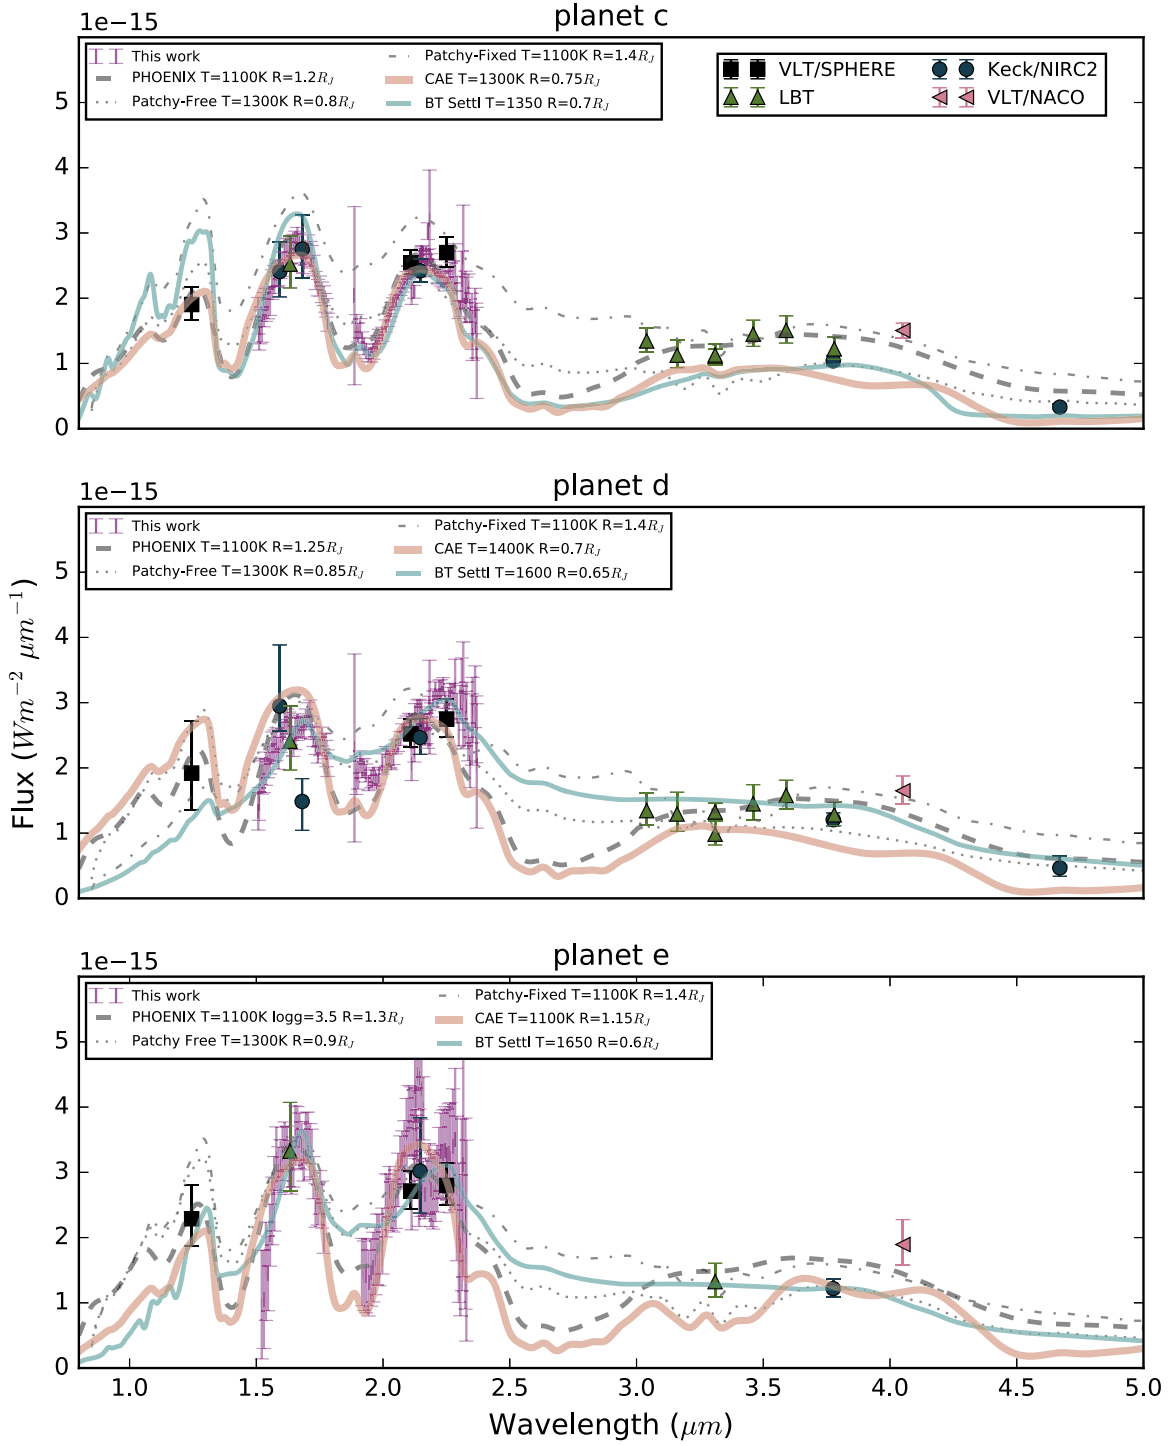 planet c
1e−15
This work
PHOENIX T=1100K R=1.2R_J
Patchy-Free T=1300K R=0.8R_J
Patchy-Fixed T=1100K R=1.4R_J
CAE T=1300K R=0.75R_J
BT Settl T=1350 R=0.7R_J
VLT/SPHERE
LBT
Keck/NIRC2
VLT/NACO
5
4
3
2
1
0
planet d
1e−15
This work
PHOENIX T=1100K R=1.25R_J
Patchy-Free T=1300K R=0.85R_J
Patchy-Fixed T=1100K R=1.4R_J
CAE T=1400K R=0.7R_J
BT Settl T=1600 R=0.65R_J
5
4
3
2
1
0
Flux (Wm⁻² μm⁻¹)
planet e
1e−15
This work
PHOENIX T=1100K logg=3.5 R=1.3R_J
Patchy Free T=1300K R=0.9R_J
Patchy-Fixed T=1100K R=1.4R_J
CAE T=1100K R=1.15R_J
BT Settl T=1650 R=0.6R_J
5
4
3
2
1
0
1.0 1.5 2.0 2.5 3.0 3.5 4.0 4.5 5.0
Wavelength (μm)